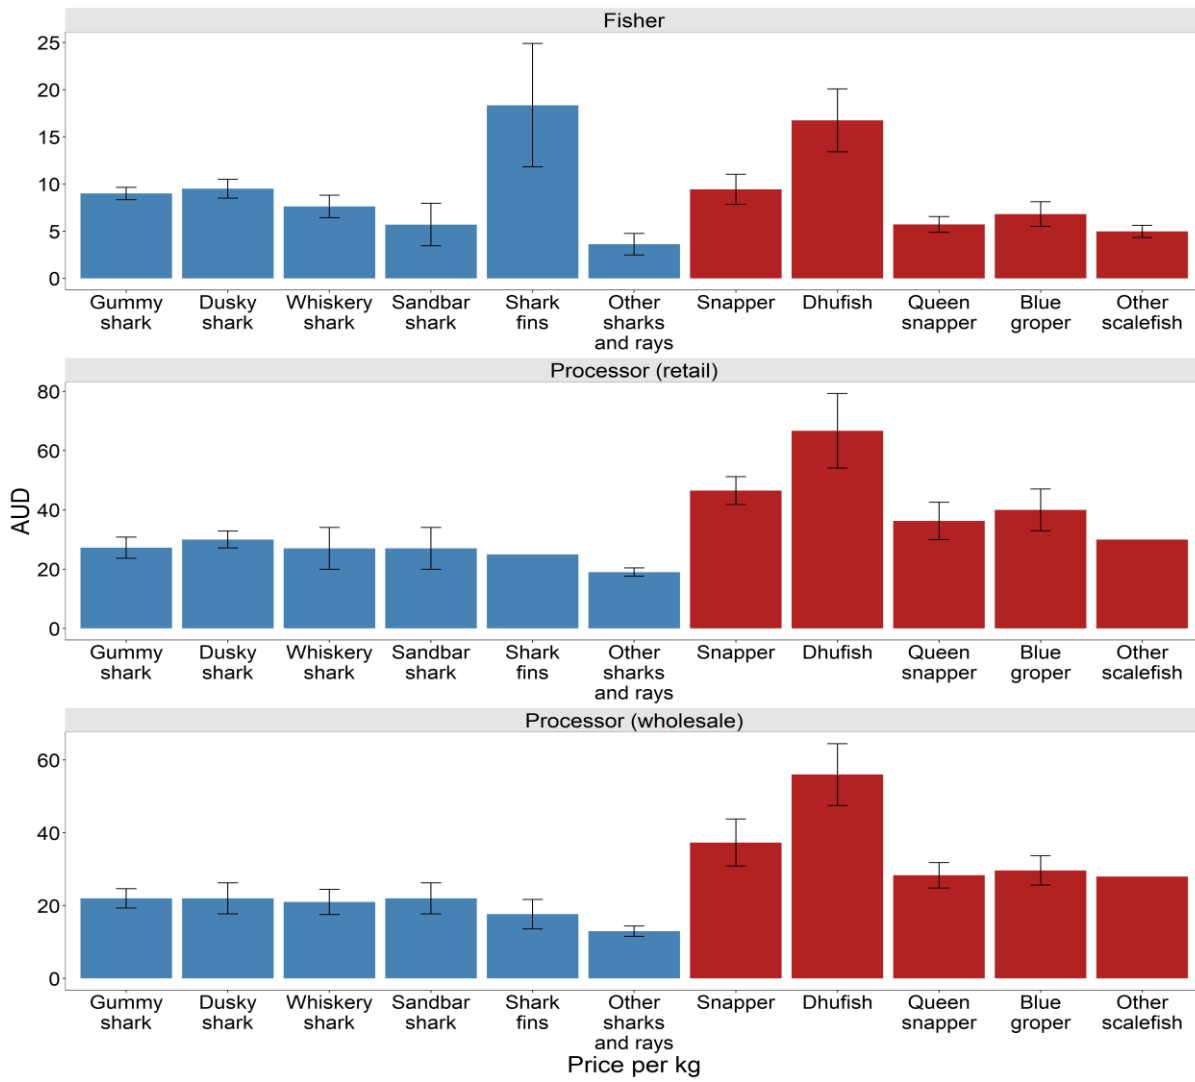 Fisher
25
20
15
10
5
0
Gummy shark
Dusky shark
Whiskery shark
Sandbar shark
Shark fins
Other sharks and rays
Snapper
Dhufish
Queen snapper
Blue groper
Other scalefish
Processor (retail)
80
60
40
20
0
Gummy shark
Dusky shark
Whiskery shark
Sandbar shark
Shark fins
Other sharks and rays
Snapper
Dhufish
Queen snapper
Blue groper
Other scalefish
AUD
Processor (wholesale)
60
40
20
0
Gummy shark
Dusky shark
Whiskery shark
Sandbar shark
Shark fins
Other sharks and rays
Snapper
Dhufish
Queen snapper
Blue groper
Other scalefish
Price per kg